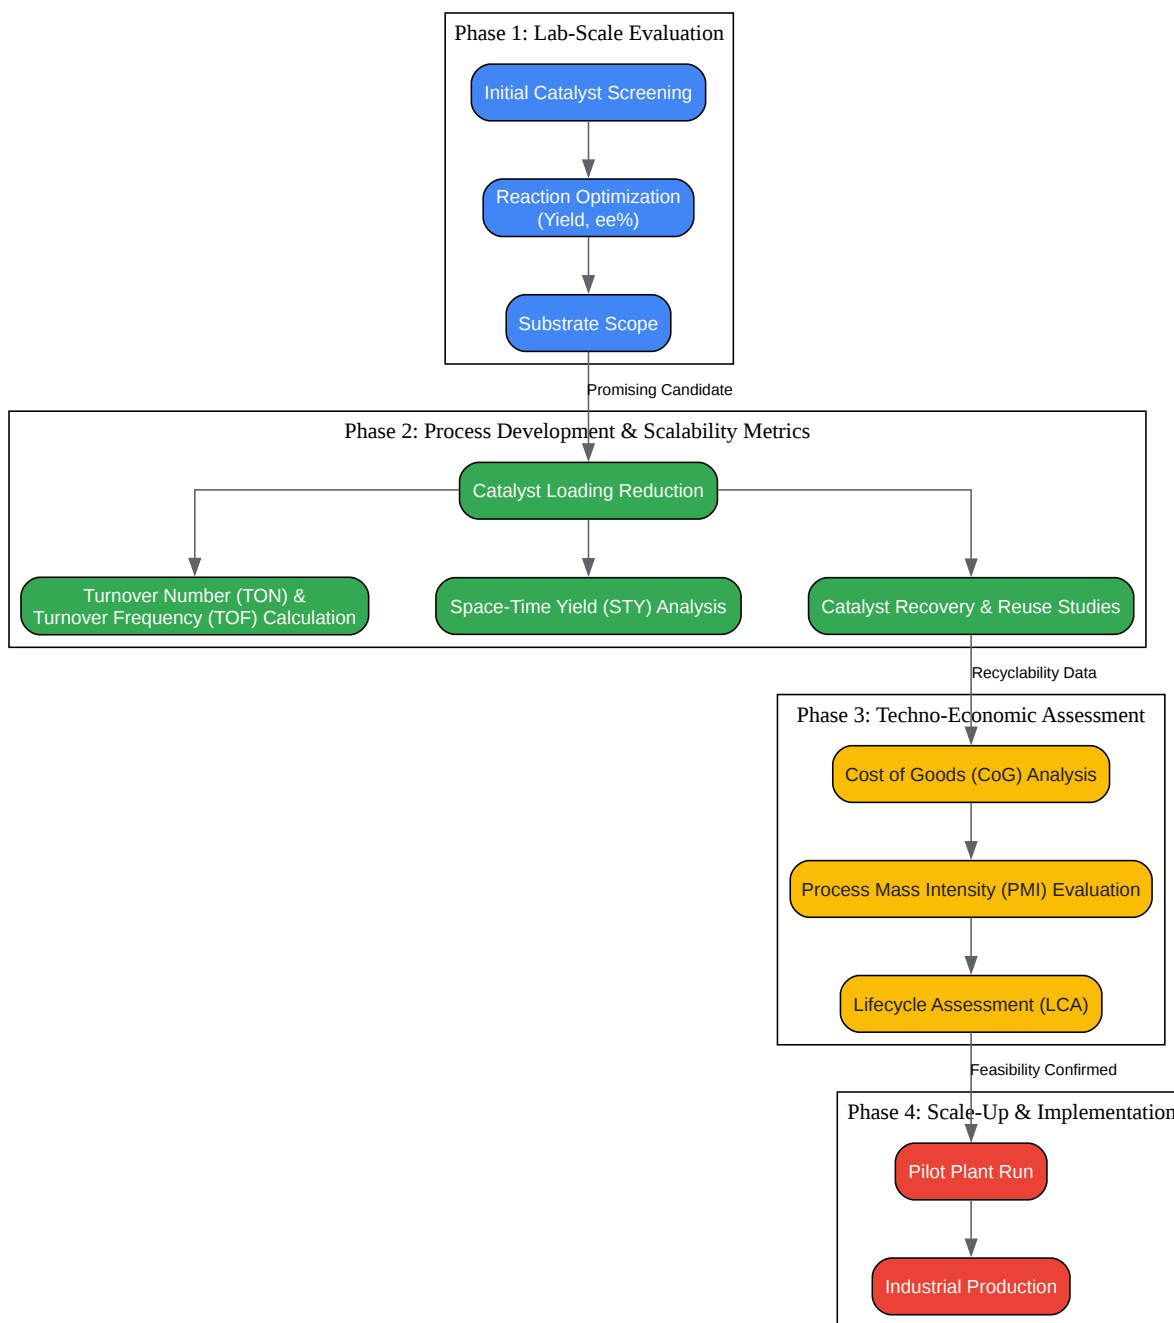 Phase 1: Lab-Scale Evaluation
Initial Catalyst Screening
Reaction Optimization
(Yield, ee%)
Substrate Scope
Promising Candidate
Phase 2: Process Development & Scalability Metrics
Catalyst Loading Reduction
Turnover Number (TON) &
Turnover Frequency (TOF) Calculation
Space-Time Yield (STY) Analysis
Catalyst Recovery & Reuse Studies
Recyclability Data
Phase 3: Techno-Economic Assessment
Cost of Goods (CoG) Analysis
Process Mass Intensity (PMI) Evaluation
Lifecycle Assessment (LCA)
Feasibility Confirmed
Phase 4: Scale-Up & Implementation
Pilot Plant Run
Industrial Production